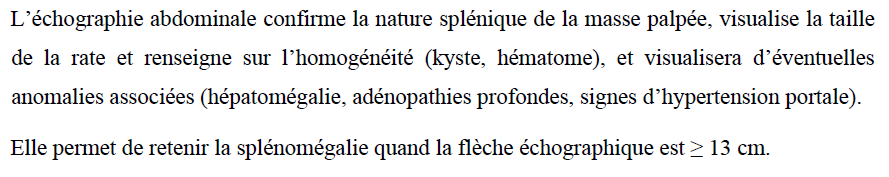 L’échographie abdominale confirme la nature splénique de la masse palpée, visualise la taille
de la rate et renseigne sur l’homogénéité (kyste, hématome), et visualisera d’éventuelles
anomalies associées (hépatomégalie, adénopathies profondes, signes d’hypertension portale).
Elle permet de retenir la splénomégalie quand la flèche échographique est ≥ 13 cm.